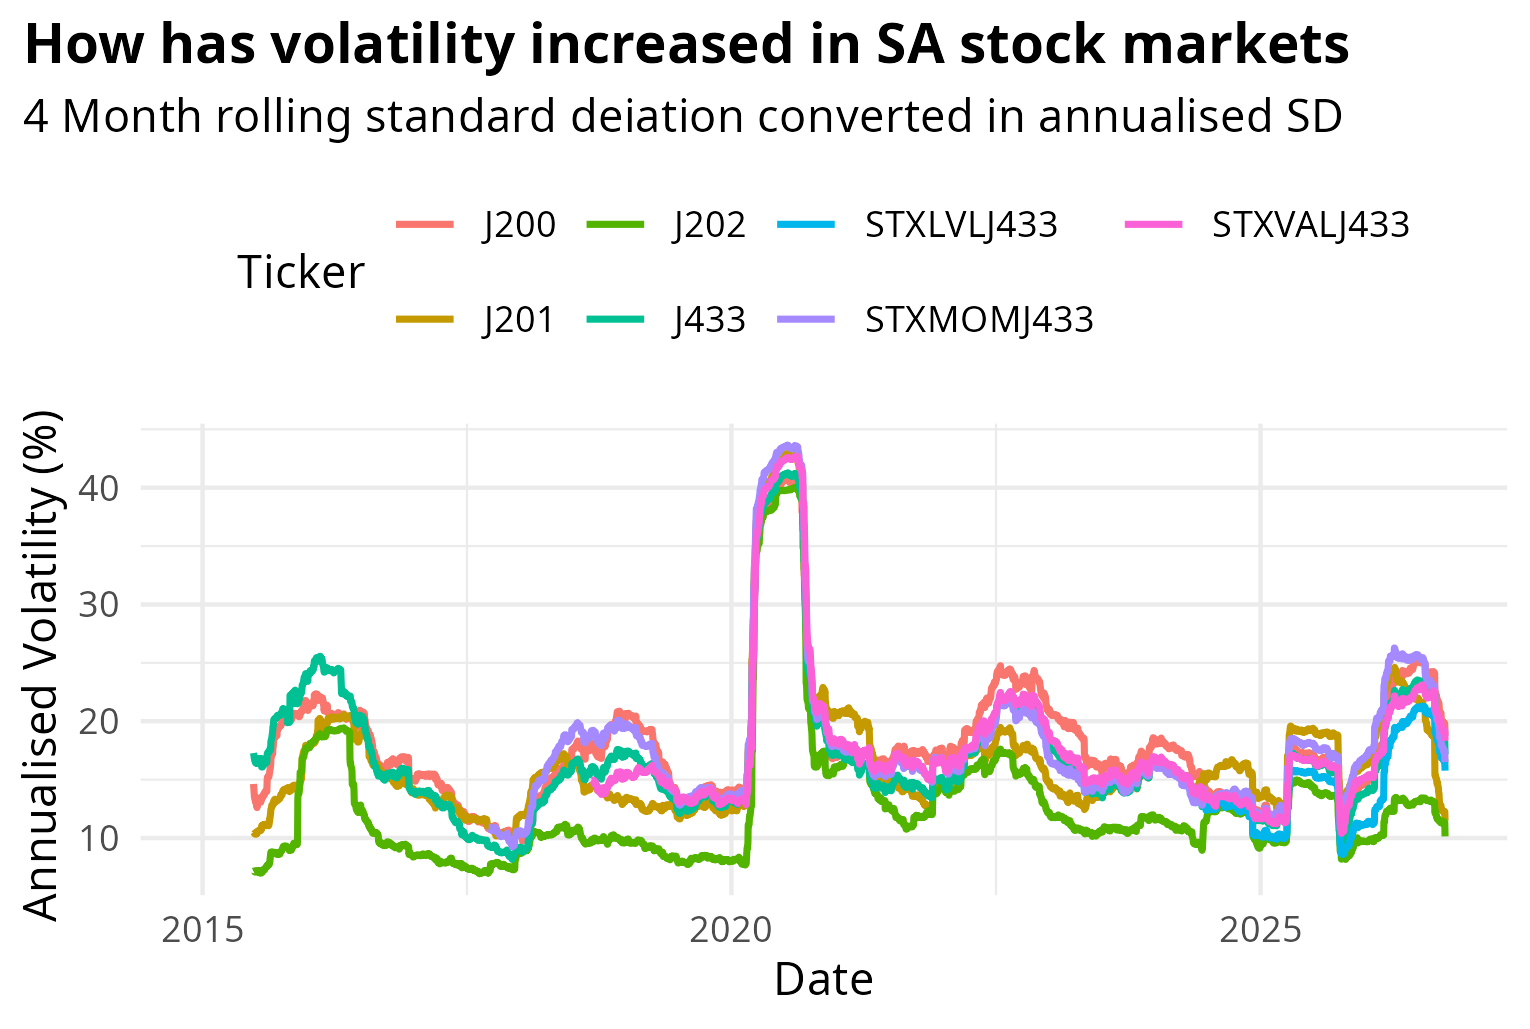 How has volatility increased in SA stock markets
4 Month rolling standard deiation converted in annualised SD
Ticker
J200 J202 STXLVLJ433 STXVALJ433
J201 J433 STXMOMJ433
Annualised Volatility (%)
40
30
20
10
2015 2020 2025
Date